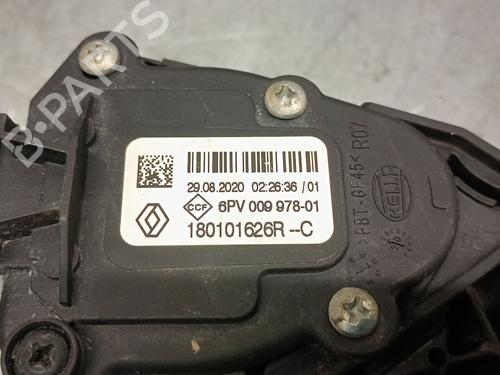 29.08.2020 02:26:36 /01
CCF 6PV 009 978-01
180101626R--C
>PBT-GF45< R07
HELLA
B-PARTS